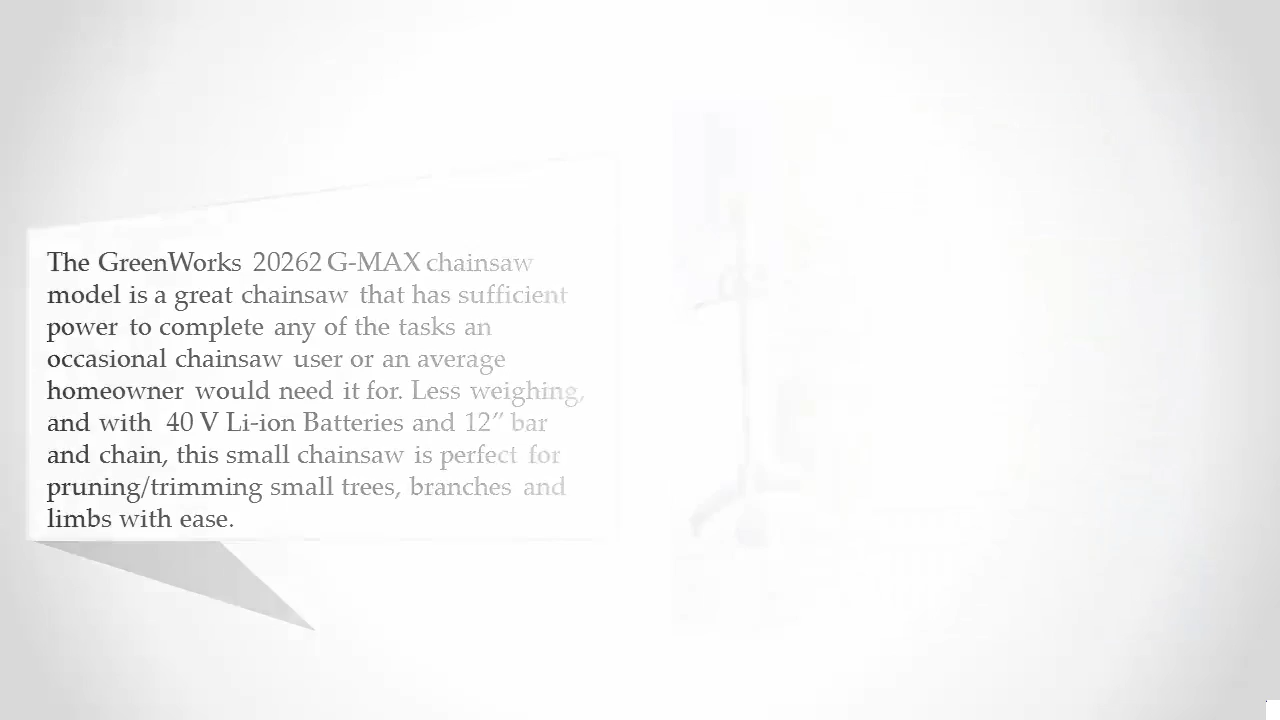 The GreenWorks 20262 G-MAX chainsaw
model is a great chainsaw that has sufficient
power to complete any of the tasks an
occasional chainsaw user or an average
homeowner would need it for. Less weighing,
and with 40 V Li-ion Batteries and 12” bar
and chain, this small chainsaw is perfect for
pruning/trimming small trees, branches and
limbs with ease.